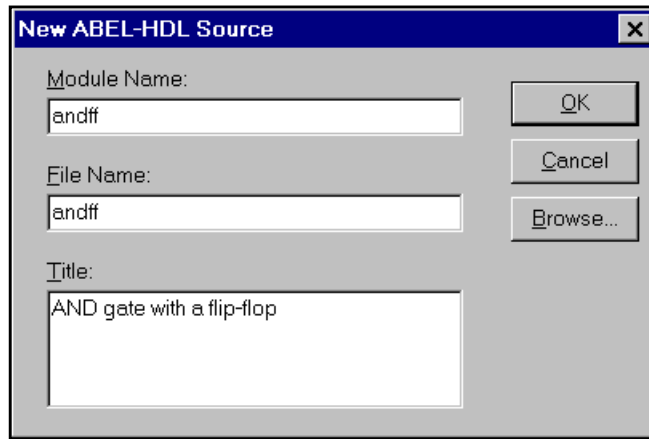 New ABEL-HDL Source
Module Name:
andff
OK
Cancel
File Name:
andff
Browse...
Title:
AND gate with a flip-flop